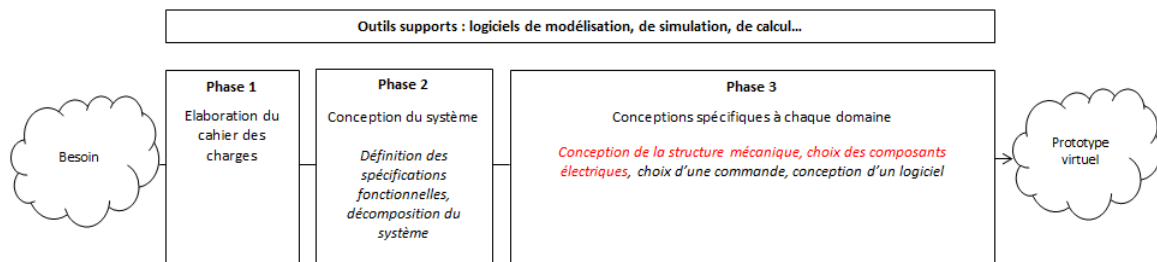 Outils supports : logiciels de modélisation, de simulation, de calcul…
Besoin
Phase 1
Elaboration du
cahier des
charges
Phase 2
Conception du système
Définition des
spécifications
fonctionnelles,
décomposition du
système
Phase 3
Conceptions spécifiques à chaque domaine
Conception de la structure mécanique, choix des composants
électriques, choix d’une commande, conception d’un logiciel
Prototype
virtuel